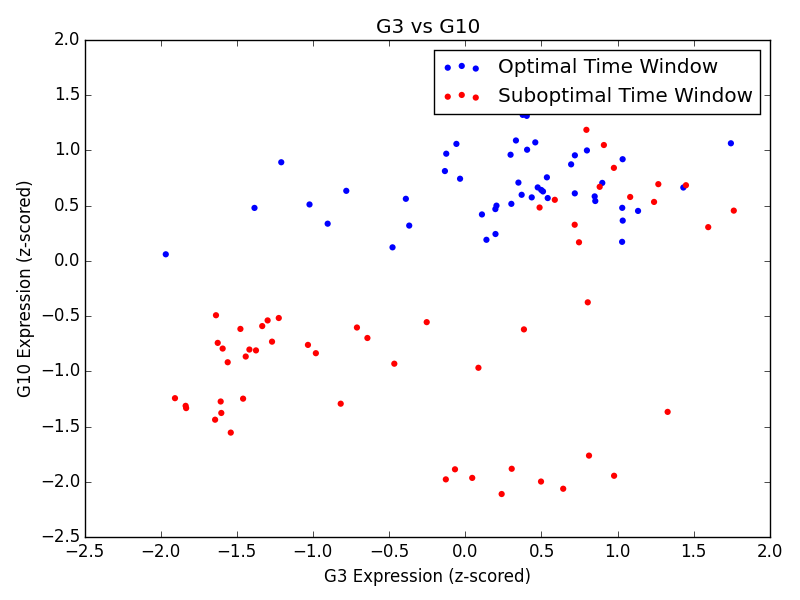 G3 vs G10
Optimal Time Window
Suboptimal Time Window
2.0
1.5
1.0
0.5
0.0
−0.5
−1.0
−1.5
−2.0
−2.5
G10 Expression (z-scored)
−2.5 −2.0 −1.5 −1.0 −0.5 0.0 0.5 1.0 1.5 2.0
G3 Expression (z-scored)